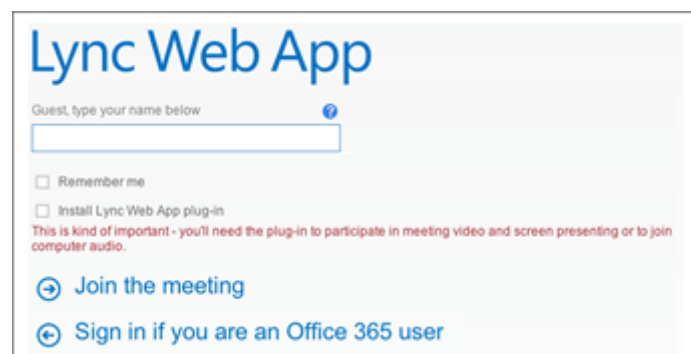 Lync Web App
Guest, type your name below
?
Remember me
Install Lync Web App plug-in
This is kind of important - you'll need the plug-in to participate in meeting video and screen presenting or to join
computer audio.
Join the meeting
Sign in if you are an Office 365 user